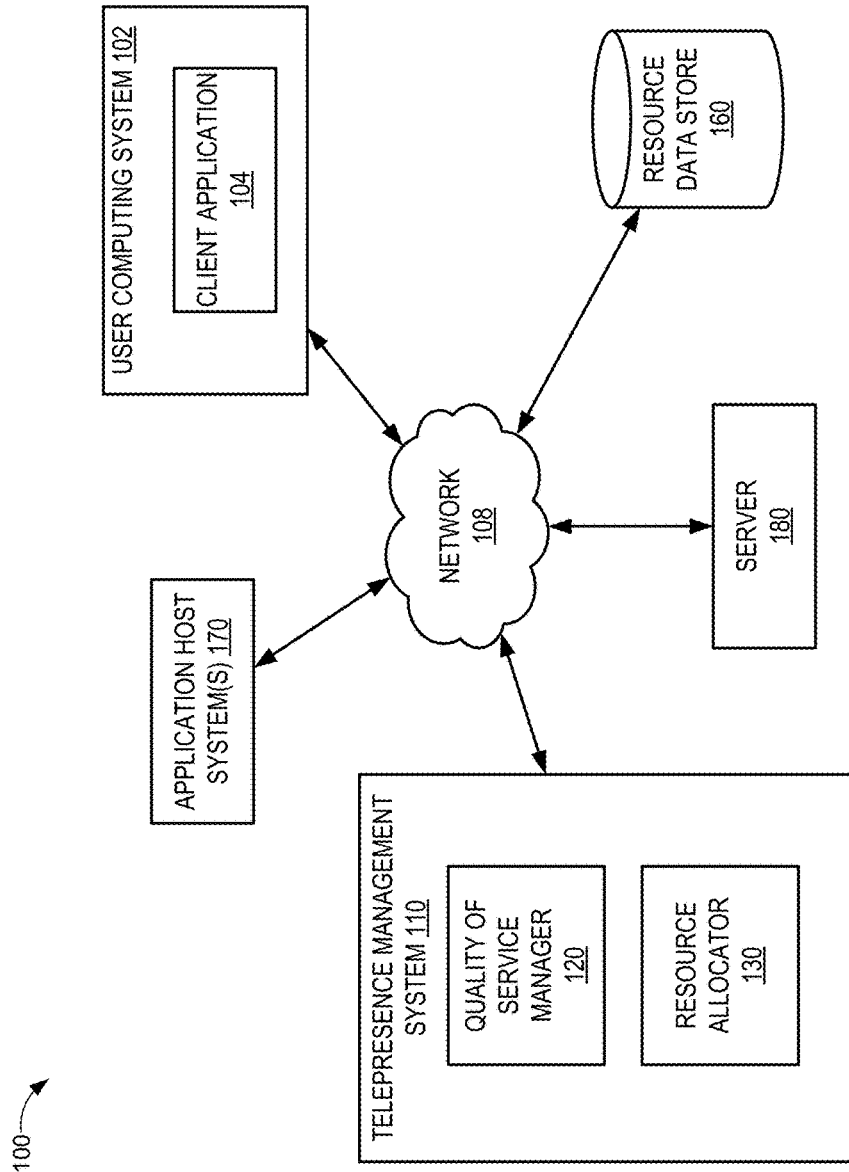 100
APPLICATION HOST
SYSTEM(S) 170
USER COMPUTING SYSTEM 102
CLIENT APPLICATION
104
NETWORK
108
TELEPRESENCE MANAGEMENT
SYSTEM 110
QUALITY OF
SERVICE
MANAGER
120
RESOURCE
ALLOCATOR
130
SERVER
180
RESOURCE
DATA STORE
160